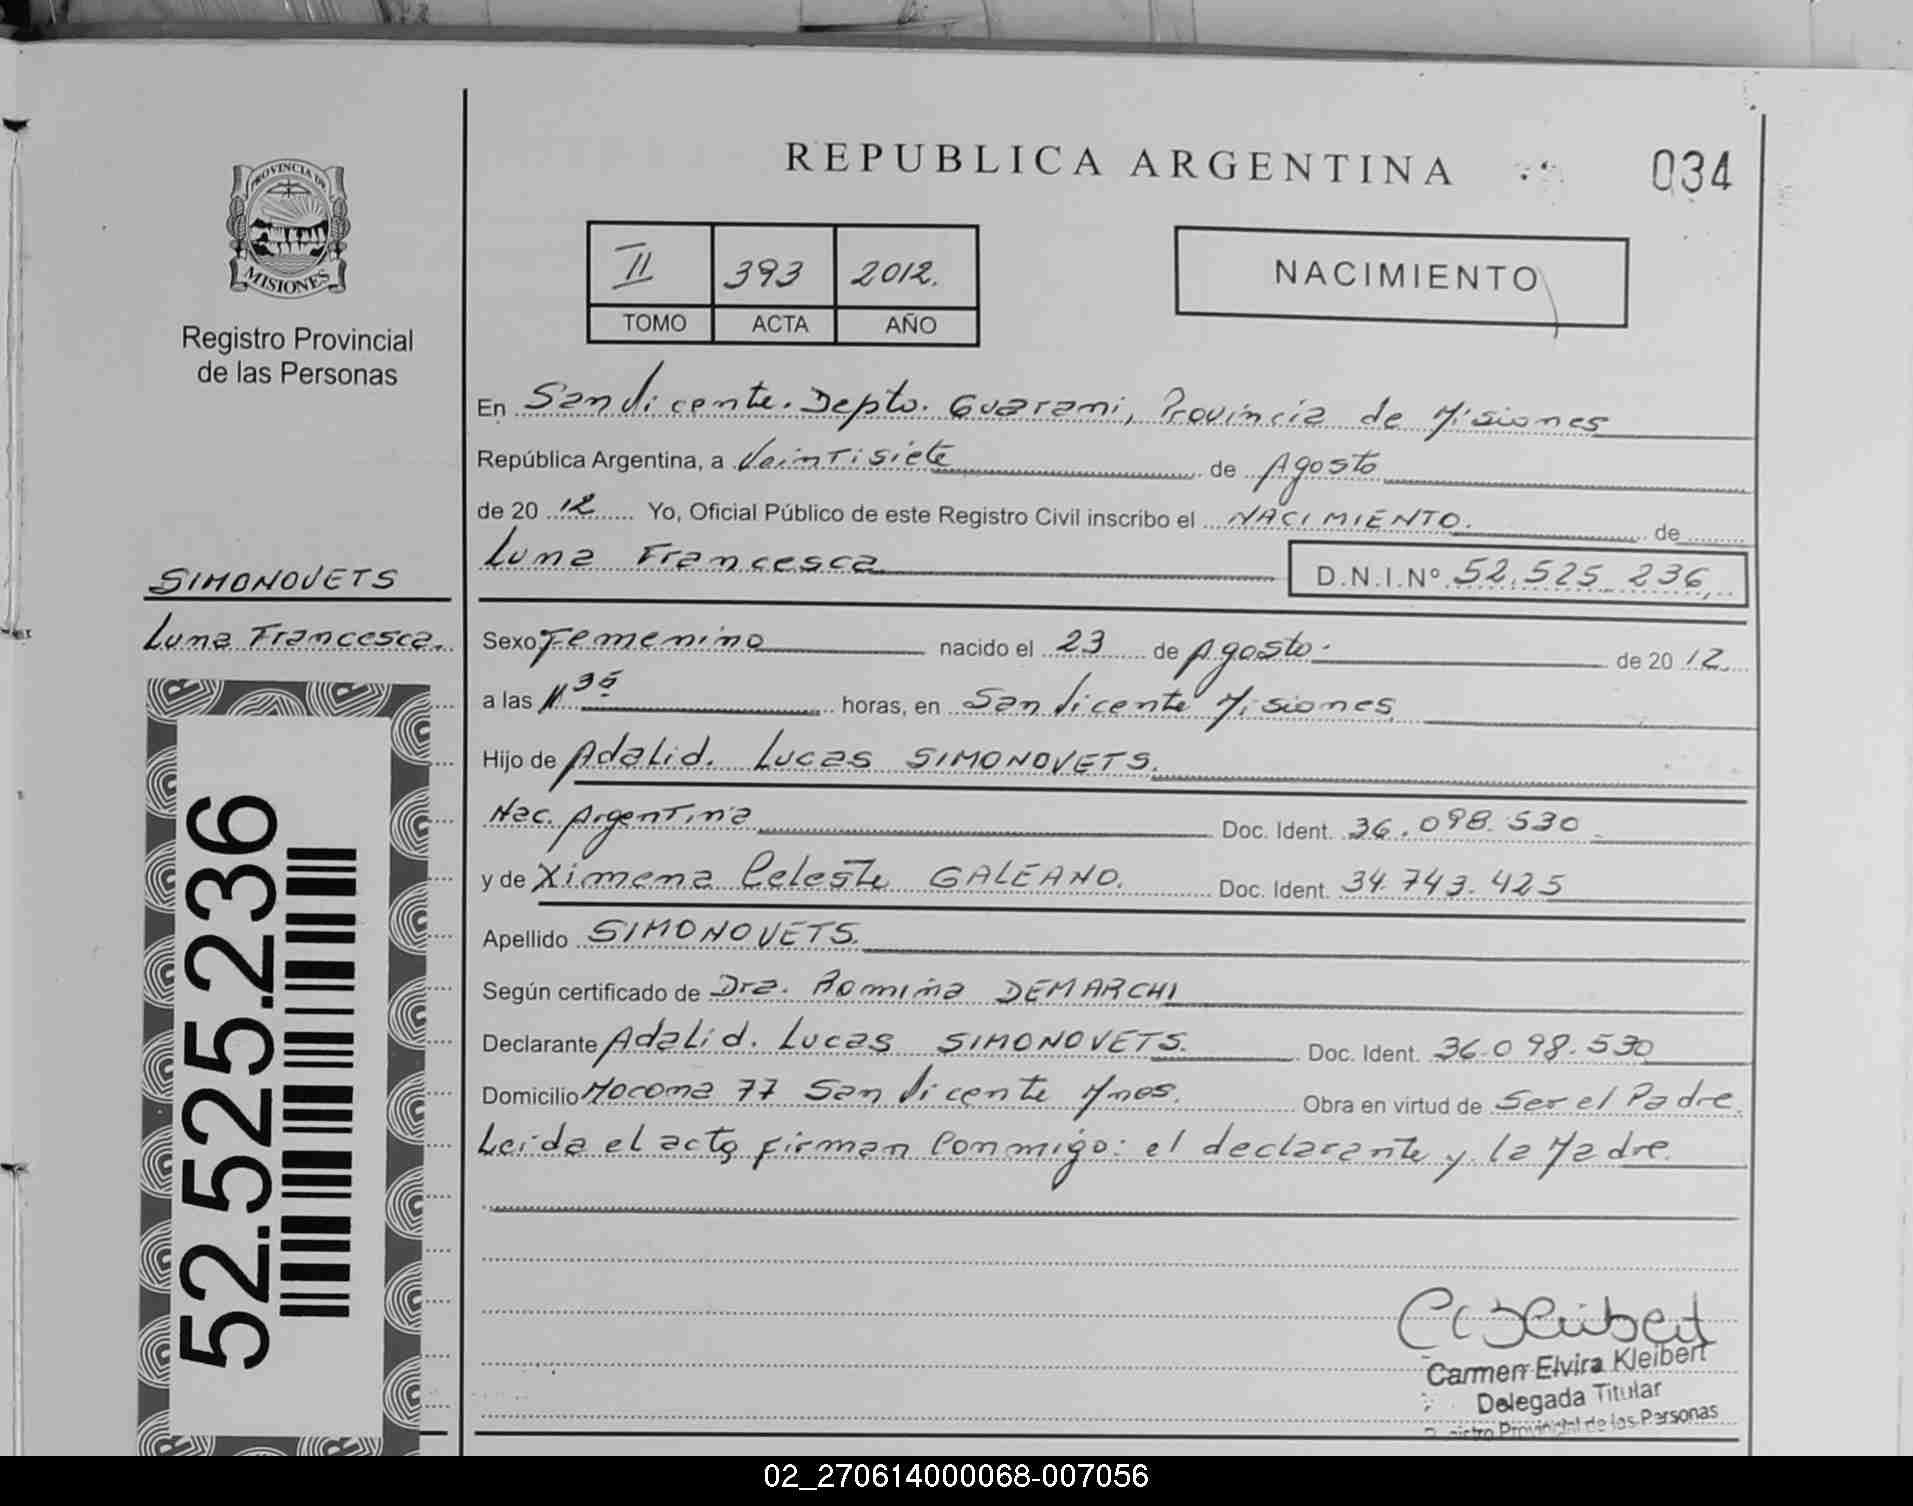 REPUBLICA ARGENTINA
034
PROVINCIA DE
MISIONES
Registro Provincial
de las Personas
II 393 2012.
TOMO ACTA AÑO
NACIMIENTO
En San Vicente. Depto. Guarani, Provincia de Misiones
República Argentina, a Veintisiete de Agosto
de 20 12 Yo, Oficial Público de este Registro Civil inscribo el NACIMIENTO. de
Luna Francesca D.N.I.Nº 52.525.236
SIMONOVETS
Luna Francesca.
Sexo Femenino nacido el 23 de Agosto. de 20 12
a las 11 35 horas, en San Vicente Misiones
Hijo de Adalid. Lucas SIMONOVETS.
Nac. Argentina Doc. Ident. 36.098.530
y de Ximena Celeste GALEANO. Doc. Ident. 34.743.425
Apellido SIMONOVETS.
Según certificado de Dra. Romina DEMARCHI
Declarante Adalid. Lucas SIMONOVETS. Doc. Ident. 36.098.530
Domicilio Mocona 77 San Vicente Mnes. Obra en virtud de Ser el Padre.
Leida el acta firman Conmigo: el declarante y la Madre.
52.525.236
Carmen Elvira Kleibert
Delegada Titular
Registro Provincial de las Personas
02_270614000068-007056